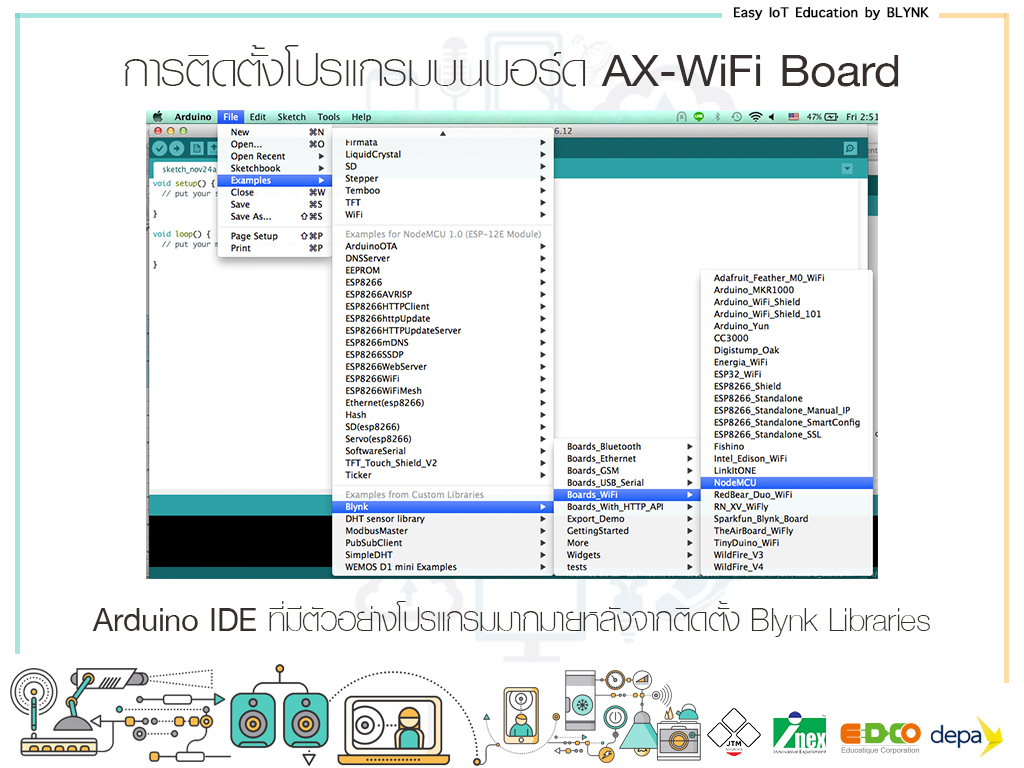 Easy IoT Education by BLYNK
การติดตั้งโปรแกรมบนบอร์ด AX-WiFi Board
Arduino File Edit Sketch Tools Help 47% Fri 2:51
6.12
New ⌘N
Open... ⌘O
Open Recent
Sketchbook
Examples
Close ⌘W
Save ⌘S
Save As... ⇧⌘S
Page Setup ⇧⌘P
Print ⌘P
sketch_nov24a
void setup() {
// put your s
}
void loop() {
// put your m
}
Firmata
LiquidCrystal
SD
Stepper
Temboo
TFT
WiFi
Examples for NodeMCU 1.0 (ESP-12E Module)
ArduinoOTA
DNSServer
EEPROM
ESP8266
ESP8266AVRISP
ESP8266HTTPClient
ESP8266httpUpdate
ESP8266HTTPUpdateServer
ESP8266mDNS
ESP8266SSDP
ESP8266WebServer
ESP8266WiFi
ESP8266WiFiMesh
Ethernet(esp8266)
Hash
SD(esp8266)
Servo(esp8266)
SoftwareSerial
TFT_Touch_Shield_V2
Ticker
Examples from Custom Libraries
Blynk
DHT sensor library
ModbusMaster
PubSubClient
SimpleDHT
WEMOS D1 mini Examples
Boards_Bluetooth
Boards_Ethernet
Boards_GSM
Boards_USB_Serial
Boards_WiFi
Boards_With_HTTP_API
Export_Demo
GettingStarted
More
Widgets
tests
Adafruit_Feather_M0_WiFi
Arduino_MKR1000
Arduino_WiFi_Shield
Arduino_WiFi_Shield_101
Arduino_Yun
CC3000
Digistump_Oak
Energia_WiFi
ESP32_WiFi
ESP8266_Shield
ESP8266_Standalone
ESP8266_Standalone_Manual_IP
ESP8266_Standalone_SmartConfig
ESP8266_Standalone_SSL
Fishino
Intel_Edison_WiFi
LinkItONE
NodeMCU
RedBear_Duo_WiFi
RN_XV_WiFly
Sparkfun_Blynk_Board
TheAirBoard_WiFly
TinyDuino_WiFi
WildFire_V3
WildFire_V4
Arduino IDE ที่มีตัวอย่างโปรแกรมมากมายหลังจากติดตั้ง Blynk Libraries
JTM
inex
Innovative Experiment
EDCO
Educatique Corporation
depa